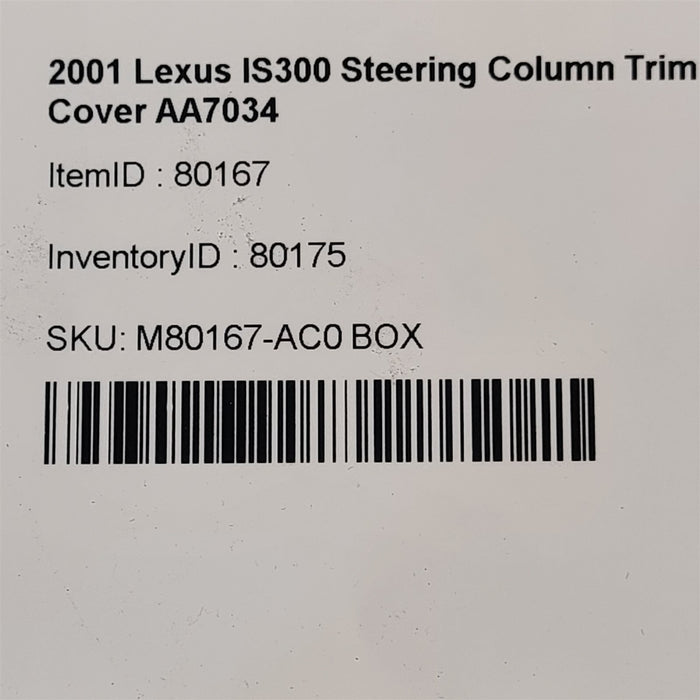 2001 Lexus IS300 Steering Column Trim
Cover AA7034
ItemID : 80167
InventoryID : 80175
SKU: M80167-AC0 BOX